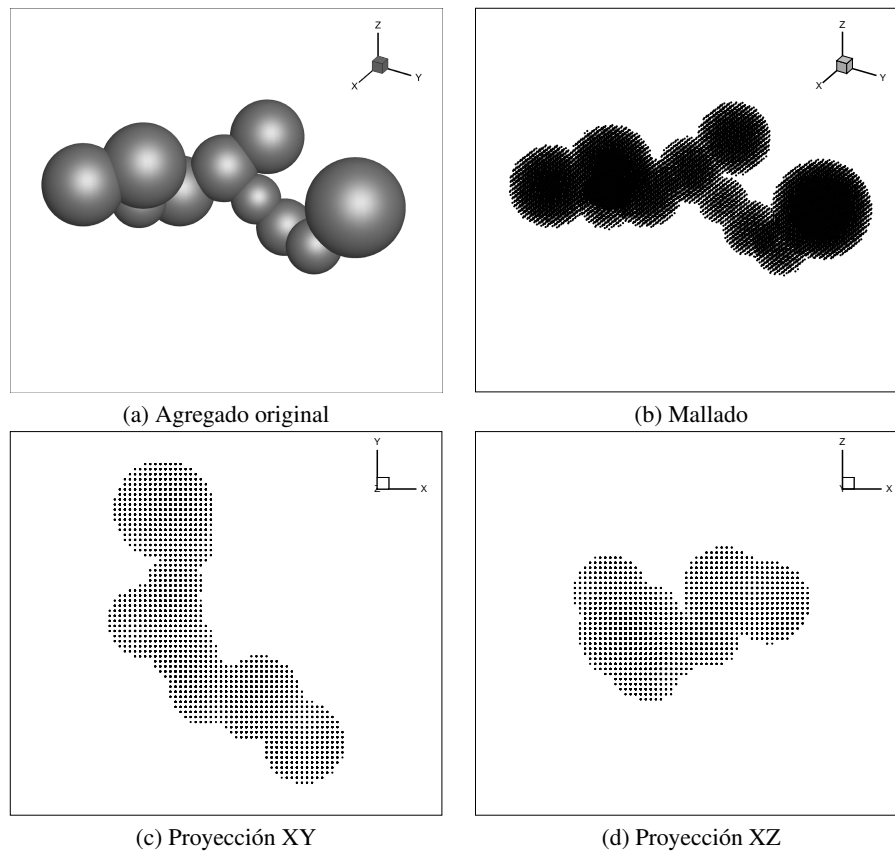 Z
X
Y
Z
X
Y
(a) Agregado original
(b) Mallado
Y
Z
X
Z
Y
X
(c) Proyección XY
(d) Proyección XZ